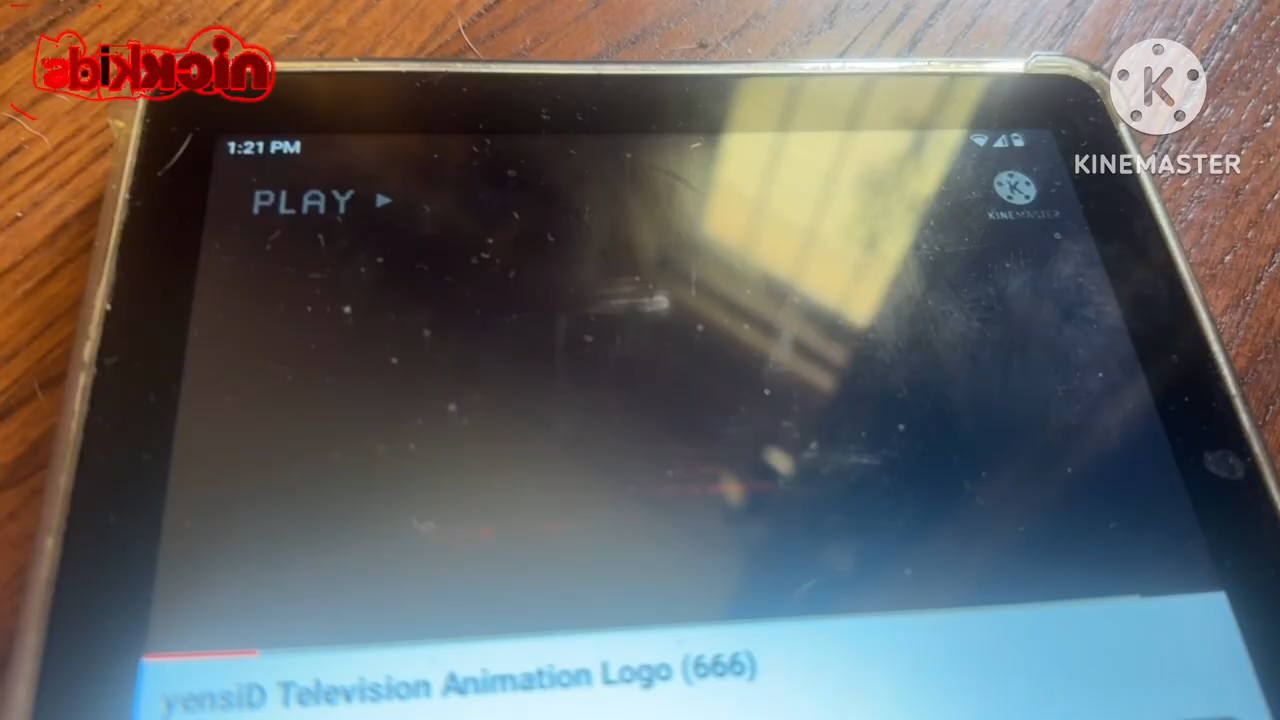 nickkids
KINEMASTER
1:21 PM
PLAY
KINEMASTER
yensiD Television Animation Logo (666)